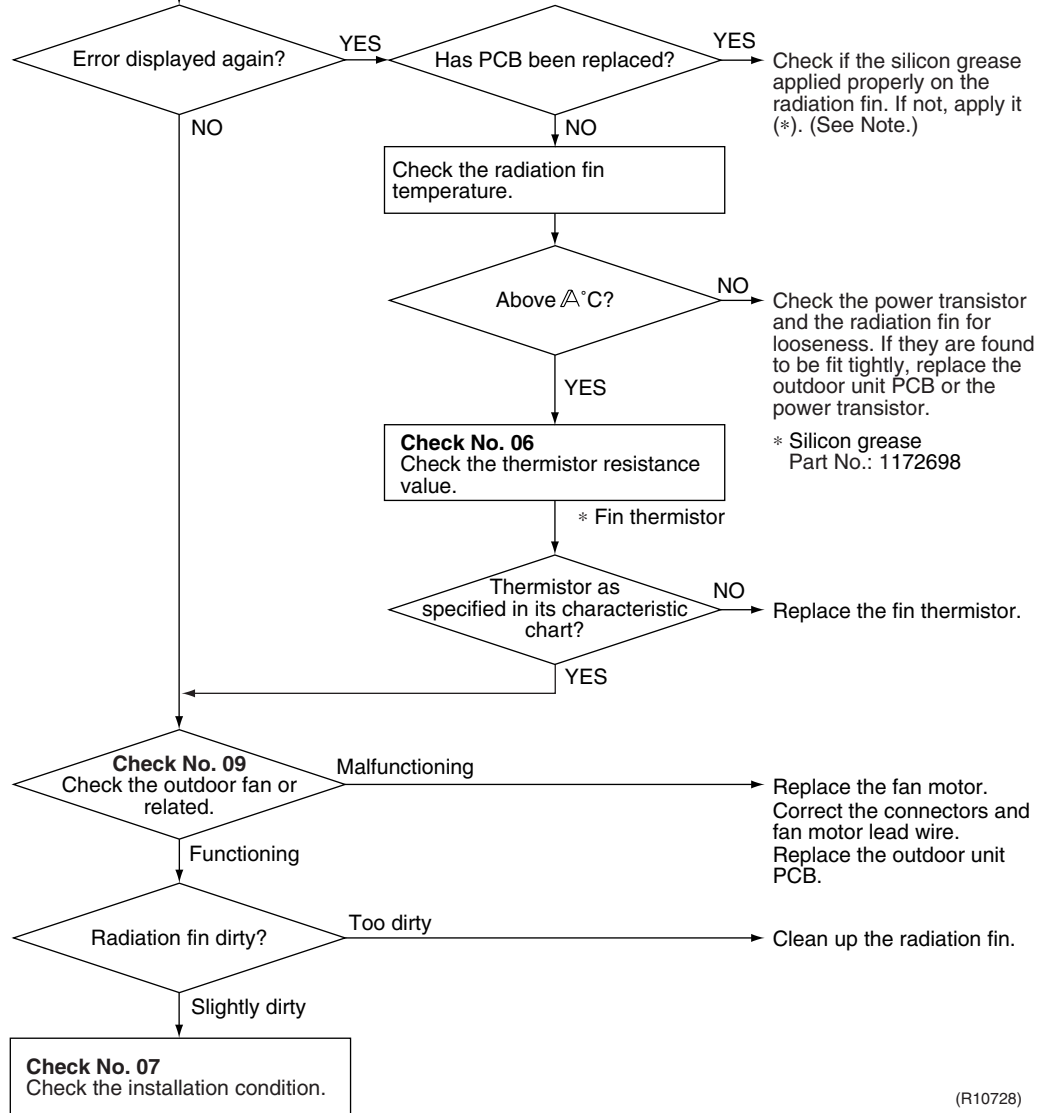 Error displayed again?
YES
Has PCB been replaced?
YES
Check if the silicon grease
applied properly on the
radiation fin. If not, apply it
(*). (See Note.)
NO
NO
Check the radiation fin
temperature.
Above A°C?
NO
Check the power transistor
and the radiation fin for
looseness. If they are found
to be fit tightly, replace the
outdoor unit PCB or the
power transistor.
YES
* Silicon grease
Part No.: 1172698
Check No. 06
Check the thermistor resistance
value.
* Fin thermistor
Thermistor as
specified in its characteristic
chart?
NO
Replace the fin thermistor.
YES
Check No. 09
Check the outdoor fan or
related.
Malfunctioning
Replace the fan motor.
Correct the connectors and
fan motor lead wire.
Replace the outdoor unit
PCB.
Functioning
Radiation fin dirty?
Too dirty
Clean up the radiation fin.
Slightly dirty
Check No. 07
Check the installation condition.
(R10728)